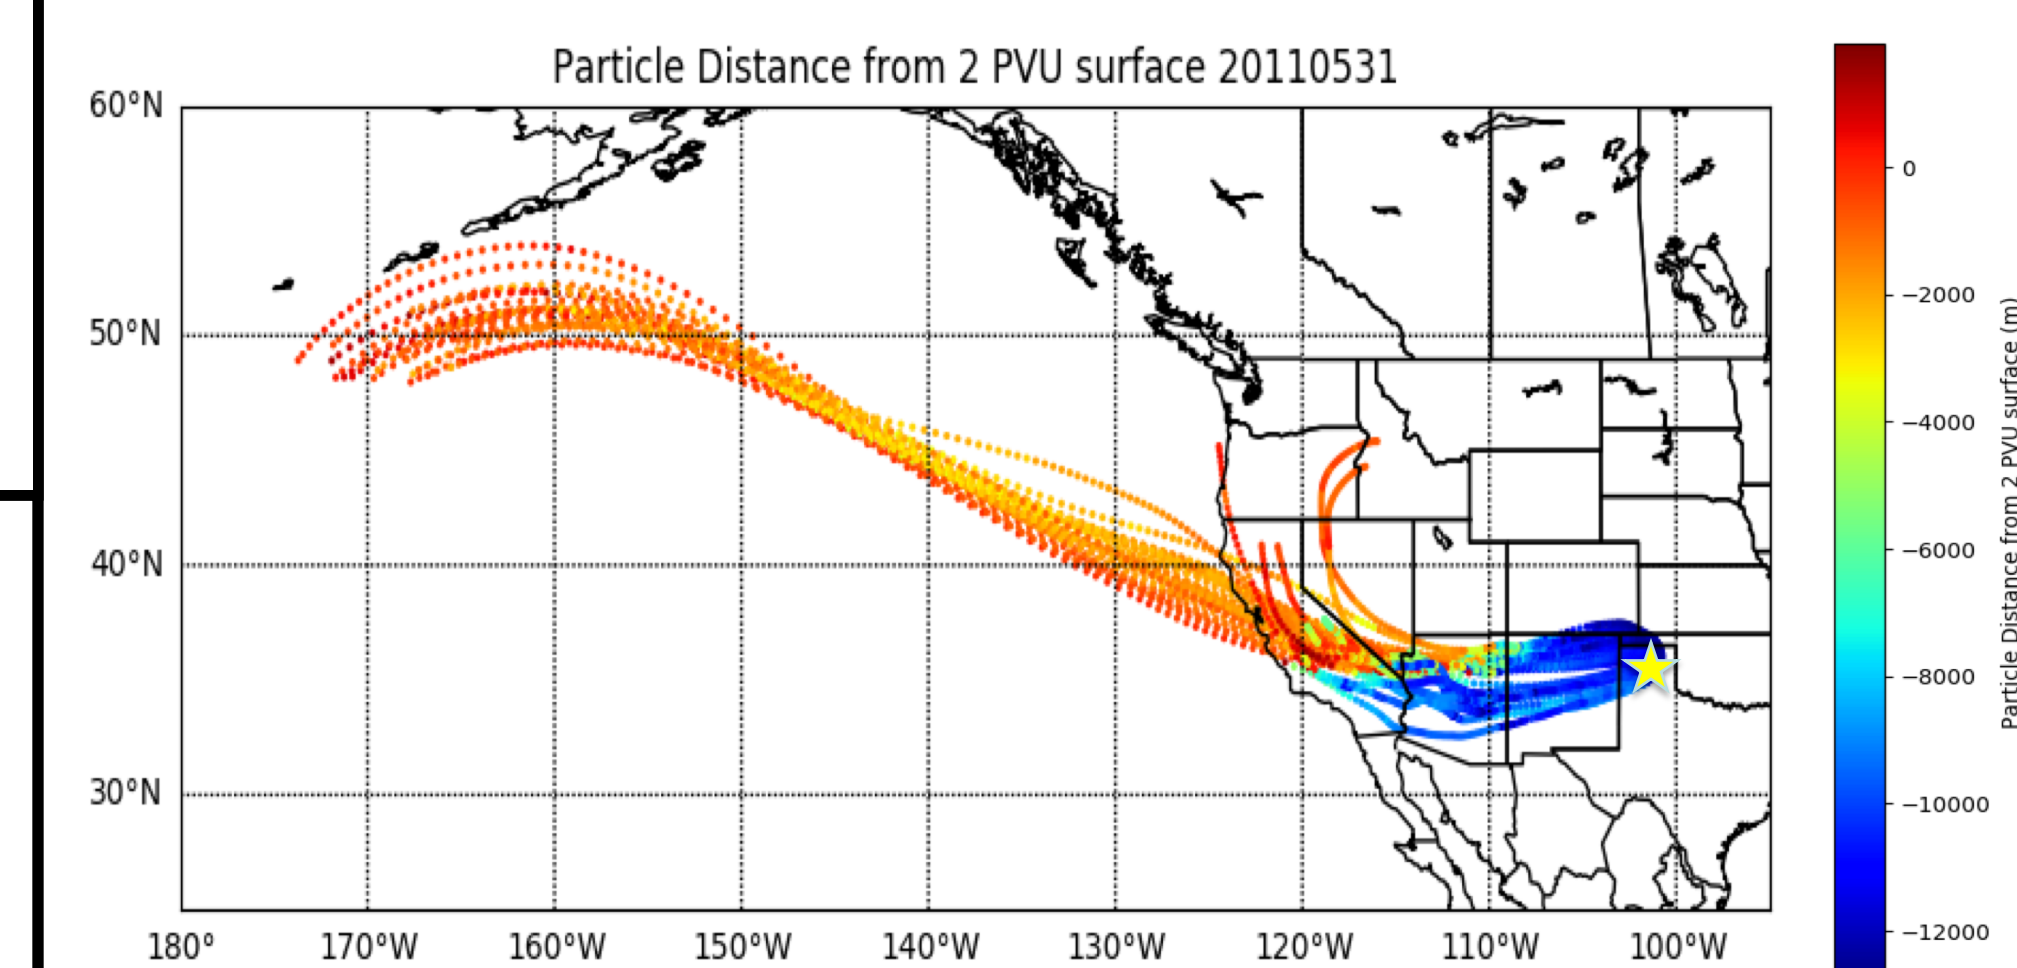 Particle Distance from 2 PVU surface 20110531
60°N
50°N
40°N
30°N
180°
170°W
160°W
150°W
140°W
130°W
120°W
110°W
100°W
0
−2000
−4000
−6000
−8000
−10000
−12000
Particle Distance from 2 PVU surface (m)